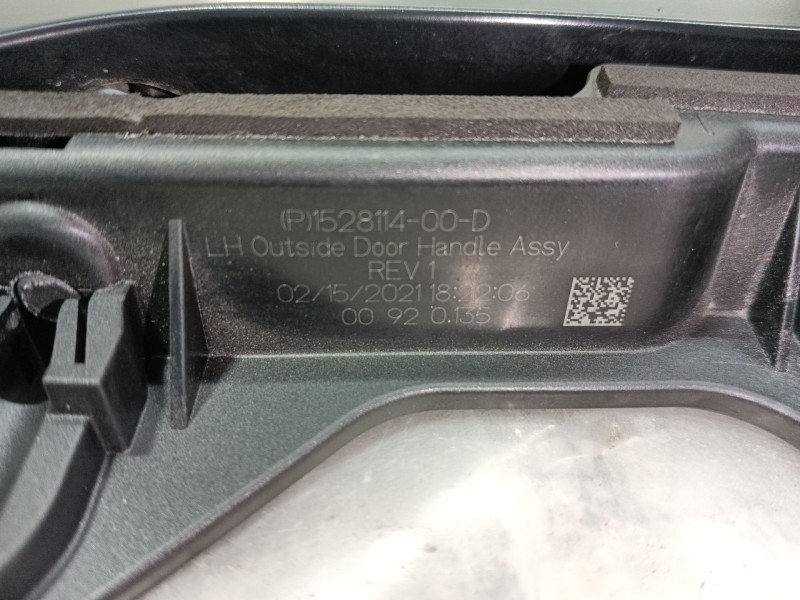 (P)1528114-00-D
LH Outside Door Handle Assy
REV 1
02/15/2021
00 92 0.135